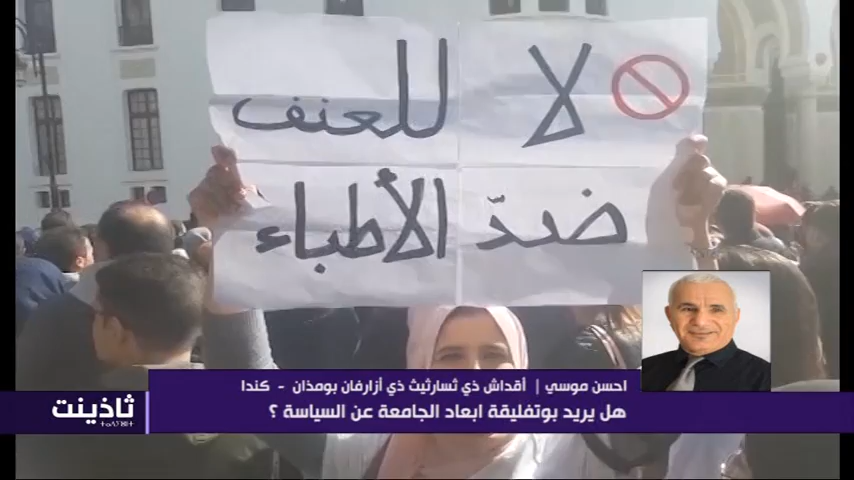 لا للعنف
ضدّ الأطباء
احسن موسي | أقداش ذي ثسارثيث ذي أزارفان بومذان - كندا
هل يريد بوتفليقة ابعاد الجامعة عن السياسة ؟
ثاذينت